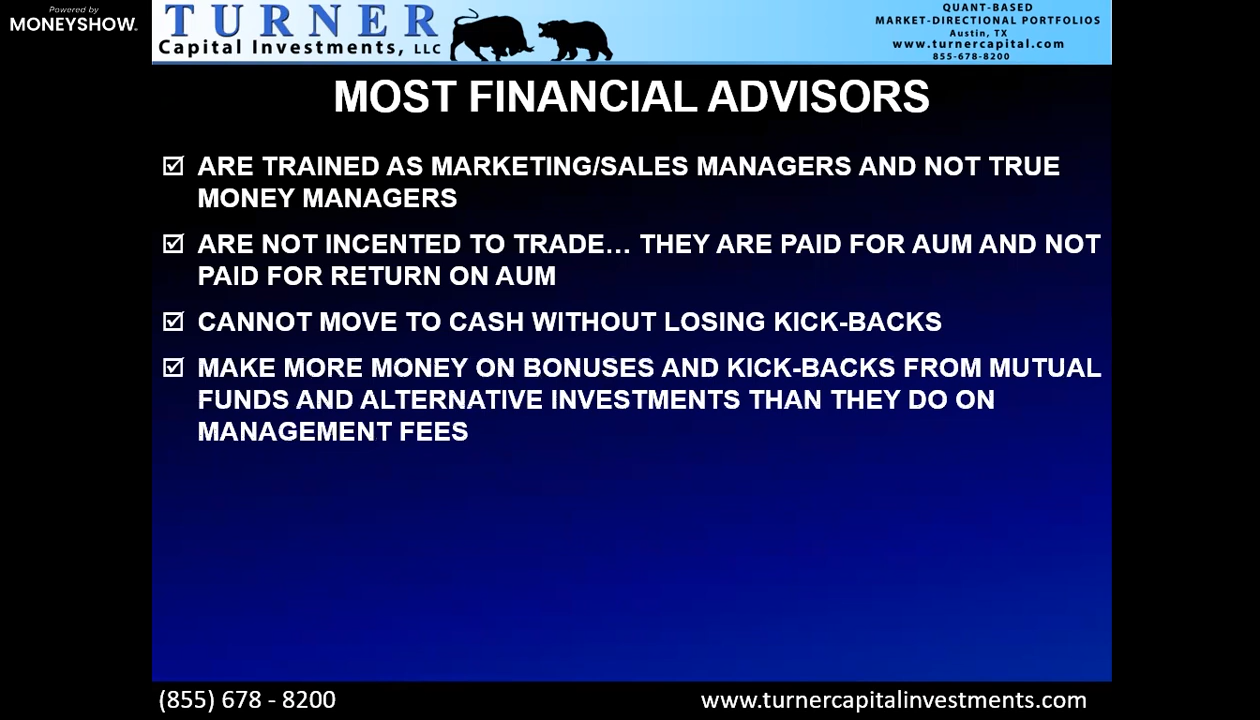 Powered by
MONEYSHOW.
TURNER
Capital Investments, LLC
QUANT-BASED
MARKET-DIRECTIONAL PORTFOLIOS
Austin, TX
www.turnercapital.com
855-678-8200
MOST FINANCIAL ADVISORS
☑ ARE TRAINED AS MARKETING/SALES MANAGERS AND NOT TRUE
MONEY MANAGERS
☑ ARE NOT INCENTED TO TRADE... THEY ARE PAID FOR AUM AND NOT
PAID FOR RETURN ON AUM
☑ CANNOT MOVE TO CASH WITHOUT LOSING KICK-BACKS
☑ MAKE MORE MONEY ON BONUSES AND KICK-BACKS FROM MUTUAL
FUNDS AND ALTERNATIVE INVESTMENTS THAN THEY DO ON
MANAGEMENT FEES
(855) 678 - 8200
www.turnercapitalinvestments.com